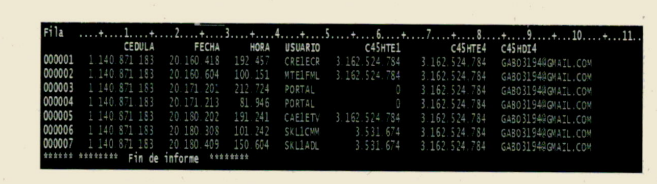 Fila ....+....1....+....2....+....3....+....4....+....5....+....6....+....7....+....8....+....9....+...10....+...11..
CEDULA FECHA HORA USUARIO C45HTE1 C45HTE4 C45HDI4
000001 1.140.871.183 20.160.418 192.457 CRE1ECR 3.162.524.784 3.162.524.784 GABO3194@GMAIL.COM
000002 1.140.871.183 20.160.604 100.151 MTE1FML 3.162.524.784 3.162.524.784 GABO3194@GMAIL.COM
000003 1.140.871.183 20.171.201 212.724 PORTAL 0 3.162.524.784 GABO3194@GMAIL.COM
000004 1.140.871.183 20.171.213 81.946 PORTAL 0 3.162.524.784 GABO3194@GMAIL.COM
000005 1.140.871.183 20.180.202 191.241 CAE1ETV 3.162.524.784 3.162.524.784 GABO3194@GMAIL.COM
000006 1.140.871.183 20.180.308 101.242 SKL1CMM 3.531.674 3.162.524.784 GABO3194@GMAIL.COM
000007 1.140.871.183 20.180.409 150.604 SKL1ADL 3.531.674 3.162.524.784 GABO3194@GMAIL.COM
****** ******** Fin de informe ********